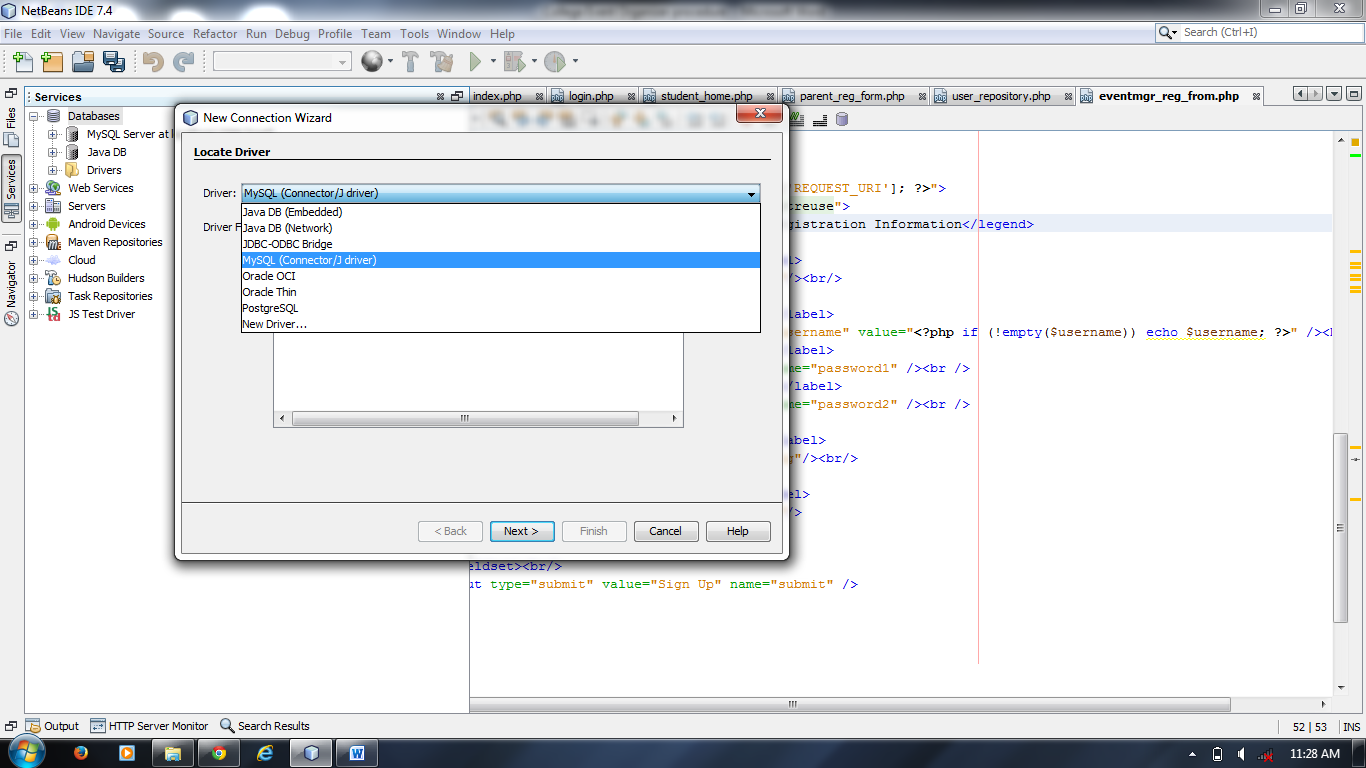 NetBeans IDE 7.4
File Edit View Navigate Source Refactor Run Debug Profile Team Tools Window Help
Search (Ctrl+I)
Files
Services
Navigator
Services
Databases
MySQL Server at l
Java DB
Drivers
Web Services
Servers
Android Devices
Maven Repositories
Cloud
Hudson Builders
Task Repositories
JS Test Driver
index.php login.php student_home.php parent_reg_form.php user_repository.php eventmgr_reg_from.php
New Connection Wizard
Locate Driver
Driver: MySQL (Connector/J driver)
Driver F
Java DB (Embedded)
Java DB (Network)
JDBC-ODBC Bridge
MySQL (Connector/J driver)
Oracle OCI
Oracle Thin
PostgreSQL
New Driver...
< Back Next > Finish Cancel Help
'REQUEST_URI']; ?>">
treuse">
gistration Information</legend>
l>
/><br/>
label>
sername" value="<?php if (!empty($username)) echo $username; ?>" /><
label>
me="password1" /><br />
/label>
me="password2" /><br />
abel>
g"/><br/>
el>
/>
eldset><br/>
ut type="submit" value="Sign Up" name="submit" />
Output HTTP Server Monitor Search Results
52 | 53 INS
11:28 AM